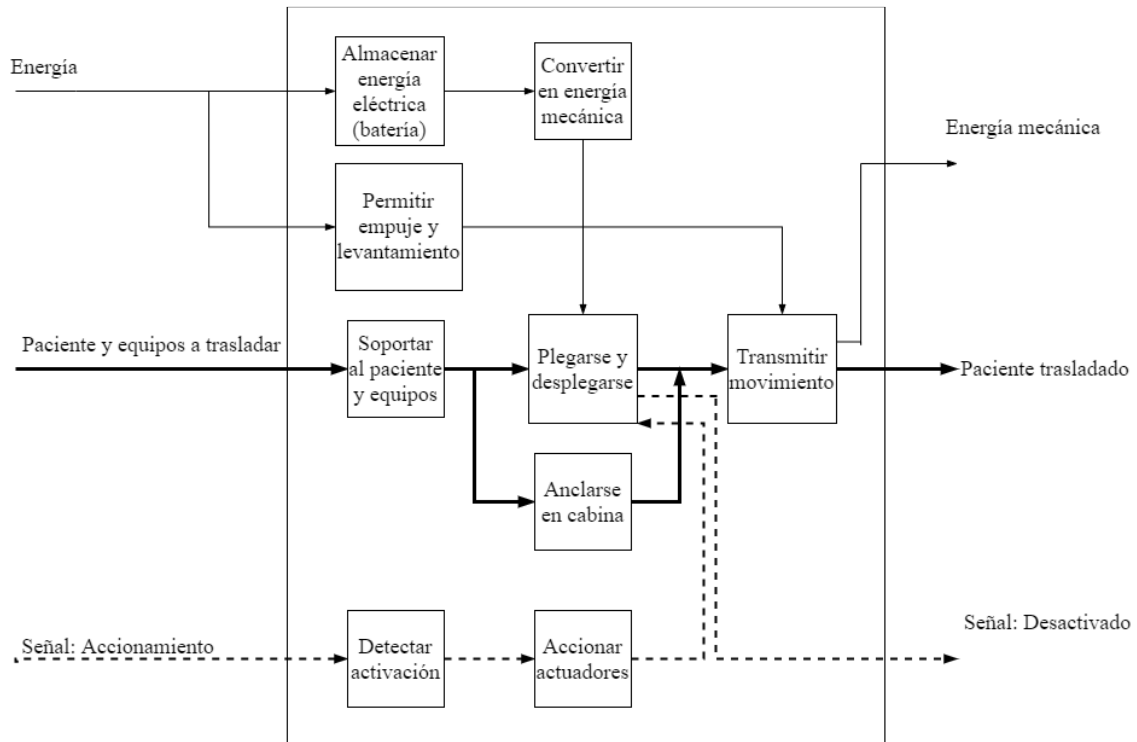 Energía
Almacenar
energía
eléctrica
(batería)
Convertir
en energía
mecánica
Energía mecánica
Permitir
empuje y
levantamiento
Paciente y equipos a trasladar
Soportar
al paciente
y equipos
Plegarse y
desplegarse
Transmitir
movimiento
Paciente trasladado
Anclarse
en cabina
Señal: Accionamiento
Detectar
activación
Accionar
actuadores
Señal: Desactivado